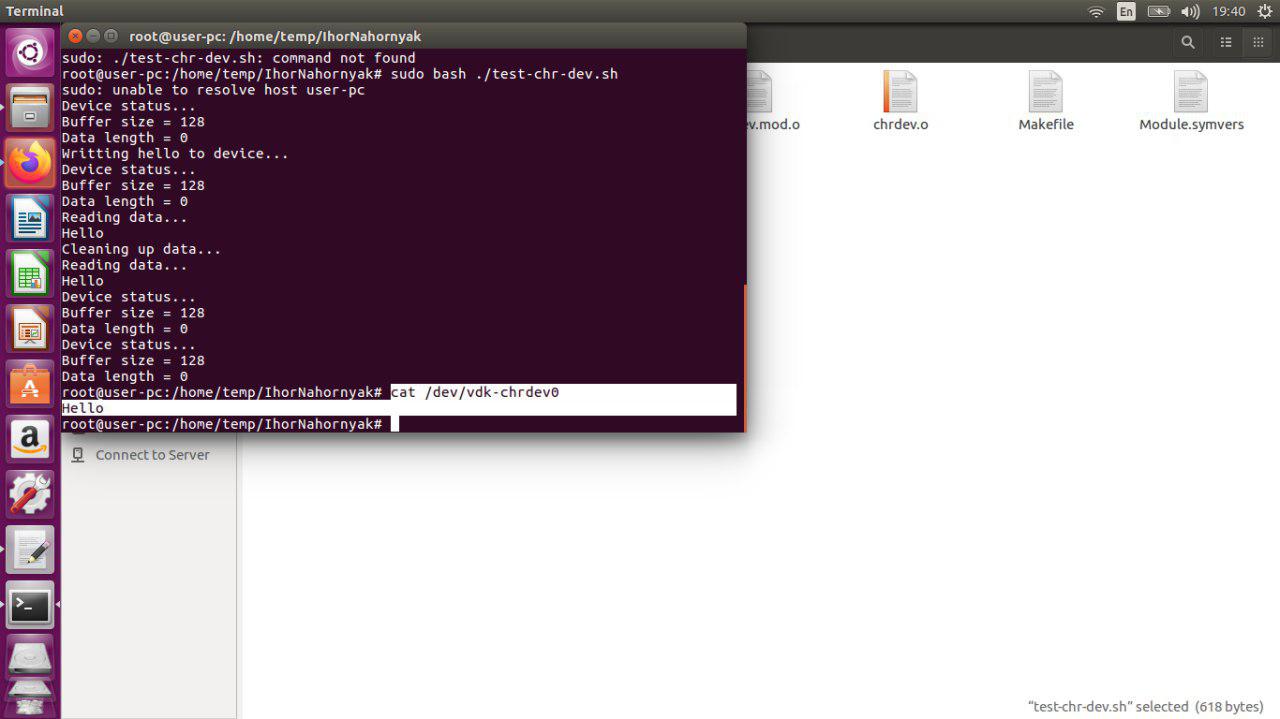 Terminal
En
19:40
root@user-pc: /home/temp/IhorNahornyak
sudo: ./test-chr-dev.sh: command not found
root@user-pc:/home/temp/IhorNahornyak# sudo bash ./test-chr-dev.sh
sudo: unable to resolve host user-pc
Device status...
Buffer size = 128
Data length = 0
Writting hello to device...
Device status...
Buffer size = 128
Data length = 0
Reading data...
Hello
Cleaning up data...
Reading data...
Hello
Device status...
Buffer size = 128
Data length = 0
Device status...
Buffer size = 128
Data length = 0
root@user-pc:/home/temp/IhorNahornyak# cat /dev/vdk-chrdev0
Hello
root@user-pc:/home/temp/IhorNahornyak#
ev.mod.o
chrdev.o
Makefile
Module.symvers
Connect to Server
“test-chr-dev.sh” selected (618 bytes)